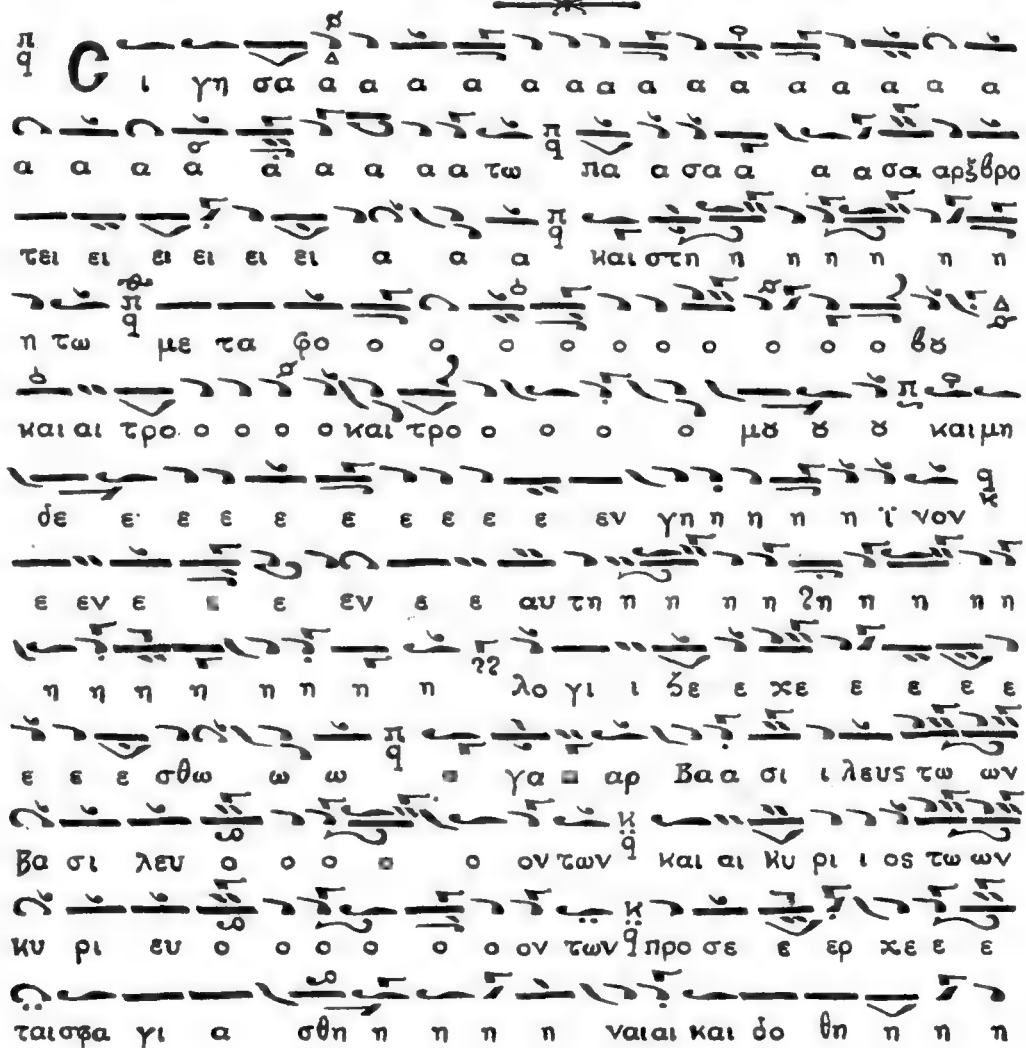 Σι γη σα α α α α α α α α α α α α α α
α α α α α α α α α τω πα α σα α α α σα αρξ βρο
τει ει ει ει ει ει α α α και στη η η η η η η
η τω με τα φο ο ο ο ο ο ο ο ο ο βȣ
και αι τρο ο ο ο ο και τρο ο ο ο ο μȣ ȣ ȣ και μη
δε ε ε ε ε ε ε ε ε ε εν γη η η η η ϊ νον
ε εν ε ε ε εν ε ε αυ τη η η η η ζη η η η η
η η η η η η η η λο γι ι ζε ε χε ε ε ε ε
ε ε ε σθω ω ω ο γα α αρ Βα α σι ι λευς τω ων
Βα σι λευ ο ο ο ο ο ον των και αι κυ ρι ι ος τω ων
κυ ρι ευ ο ο ο ο ο ο ον των προ σε ε ερ χε ε ε
ται σφα γι α σθη η η η η ναι αι και δο θη η η η